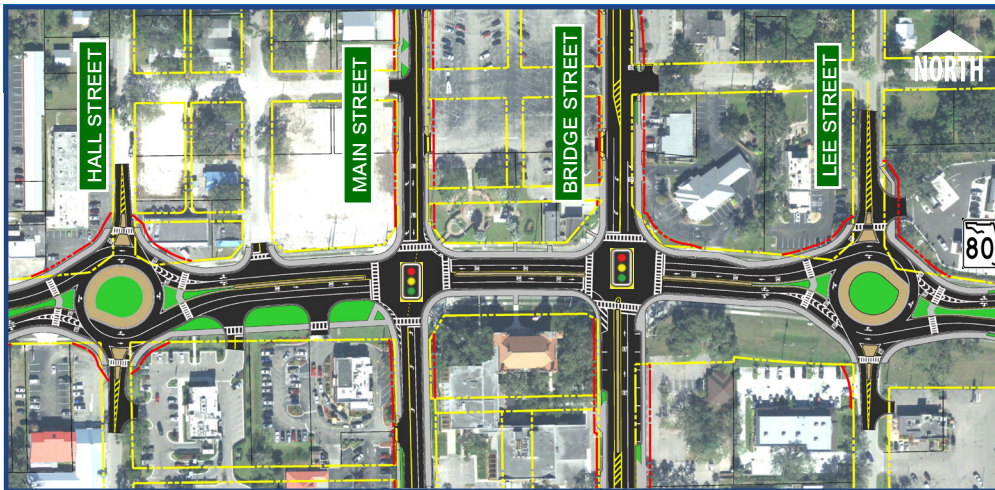 HALL STREET
MAIN STREET
BRIDGE STREET
LEE STREET
NORTH
80